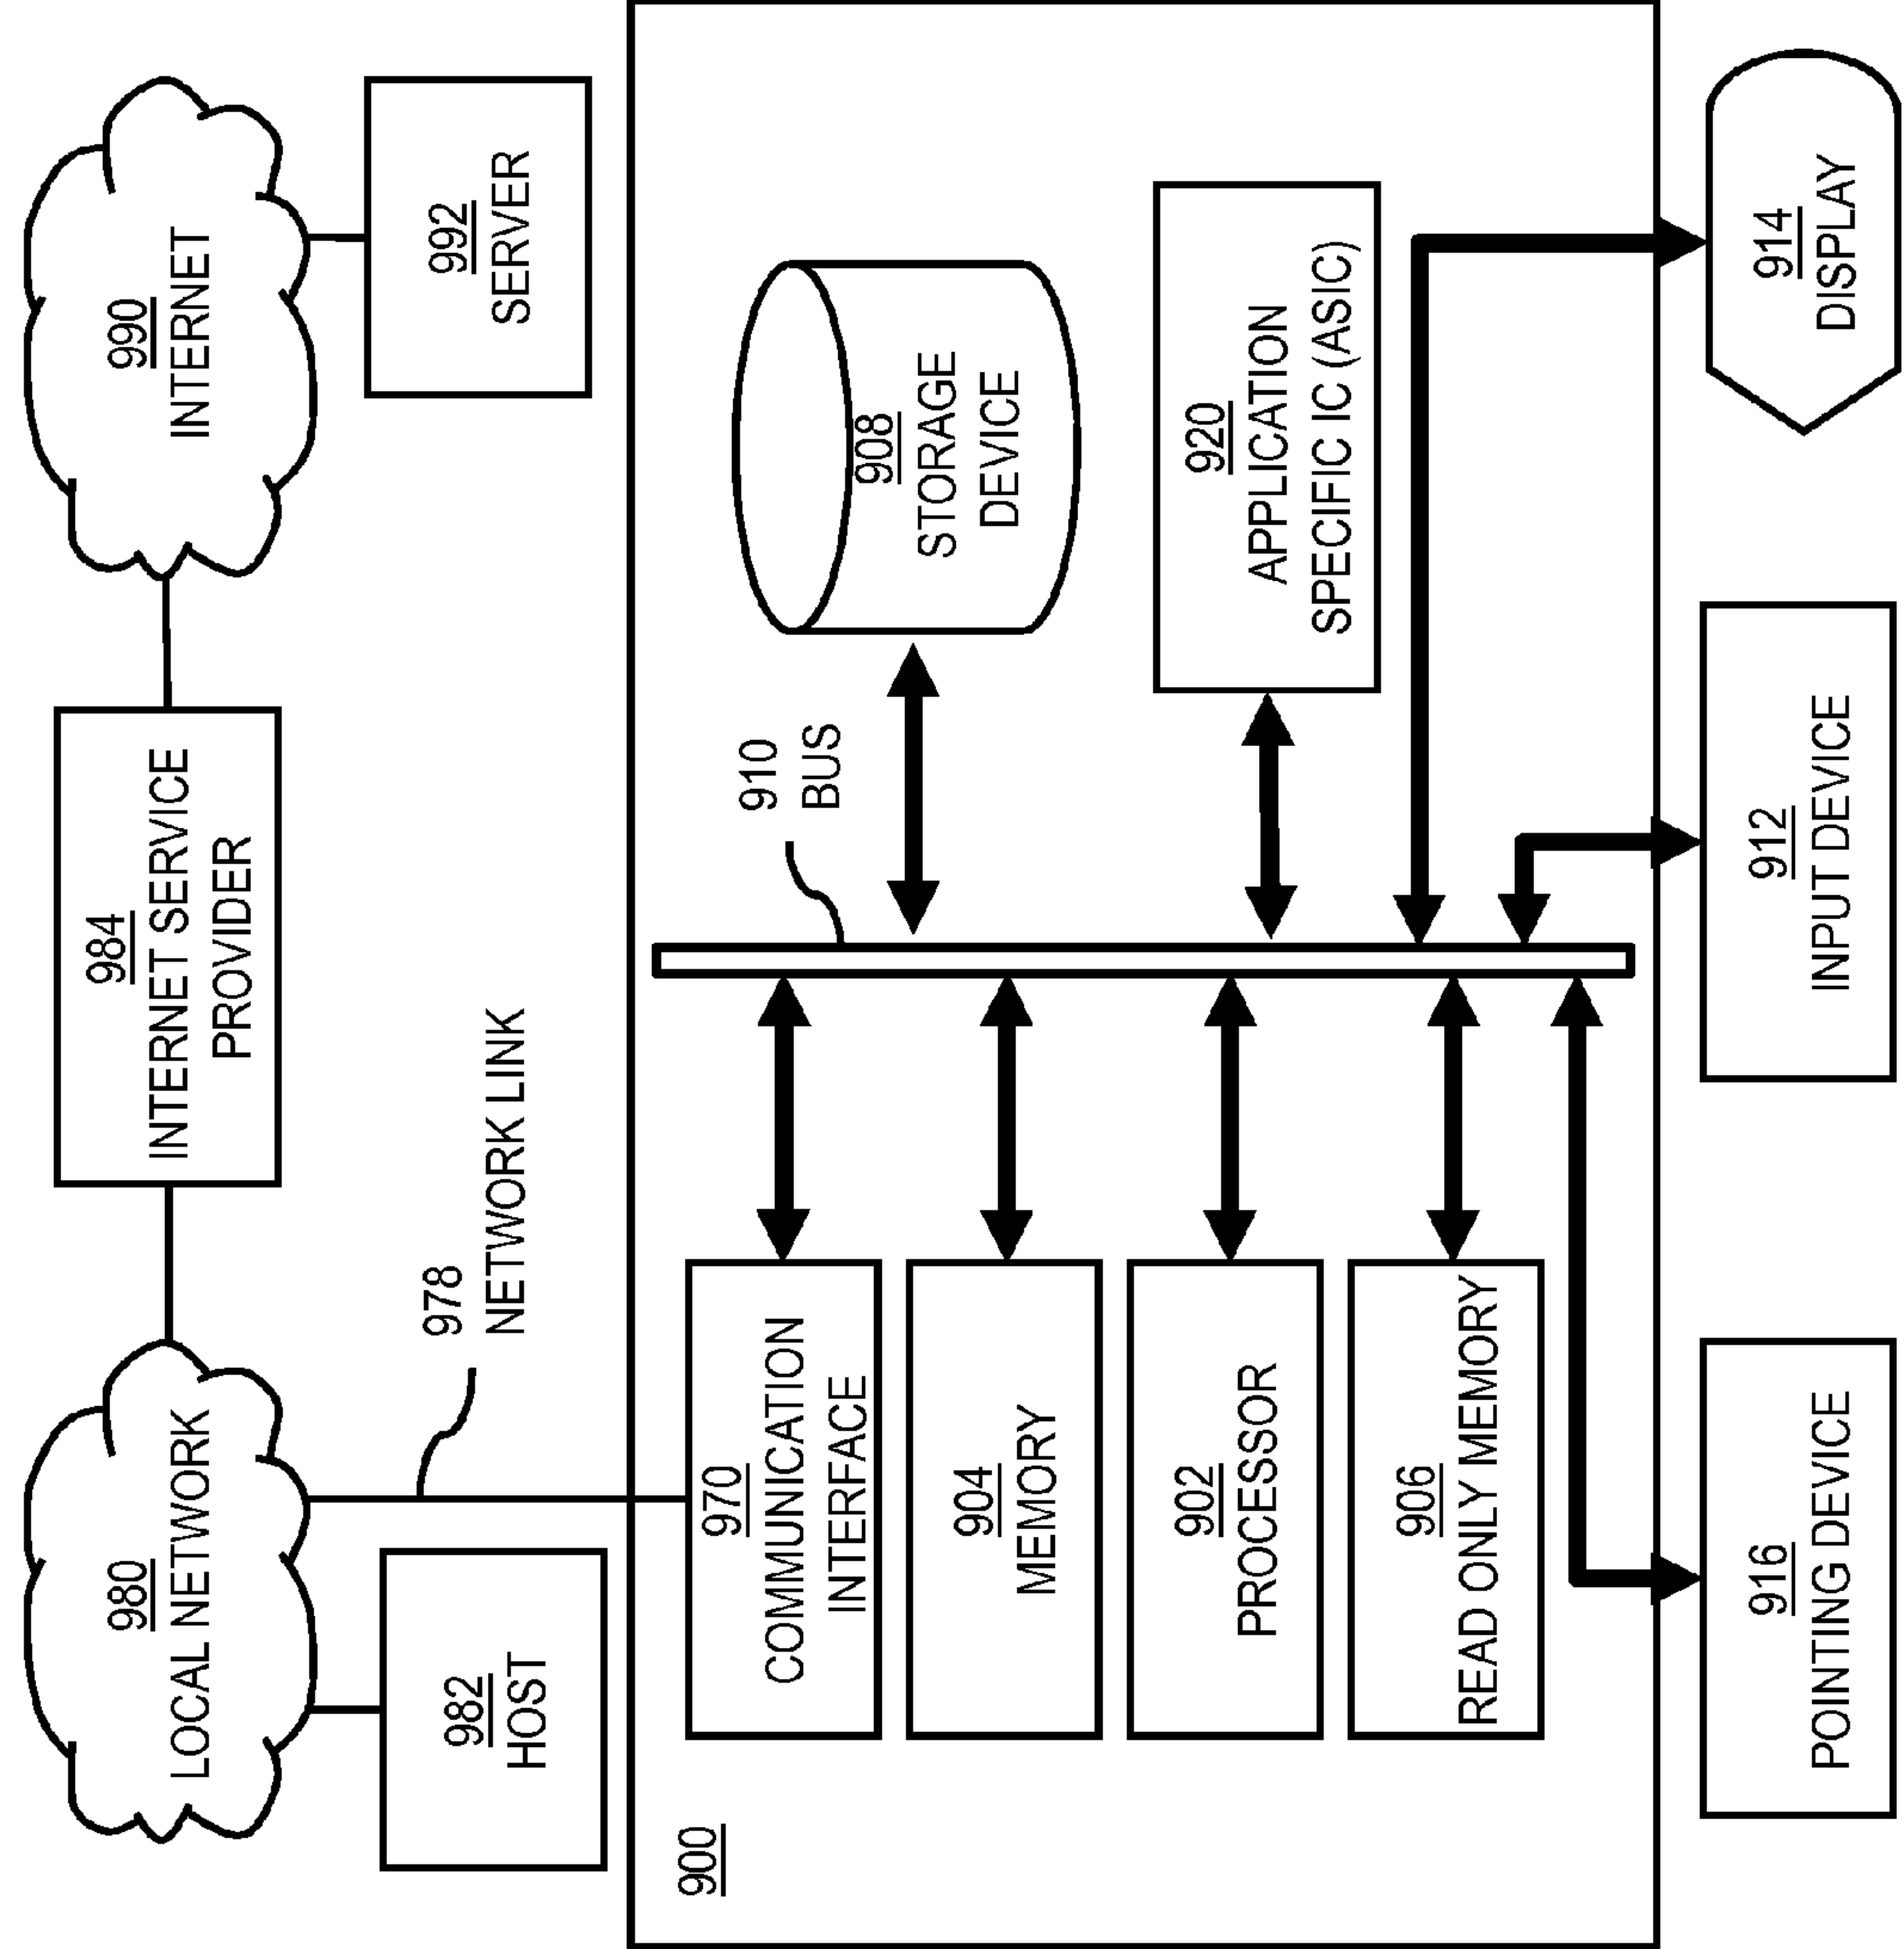 980
LOCAL NETWORK
984
INTERNET SERVICE
PROVIDER
990
INTERNET
982
HOST
978
NETWORK LINK
992
SERVER
900
970
COMMUNICATION
INTERFACE
904
MEMORY
902
PROCESSOR
906
READ ONLY MEMORY
910
BUS
908
STORAGE
DEVICE
920
APPLICATION
SPECIFIC IC (ASIC)
916
POINTING DEVICE
912
INPUT DEVICE
914
DISPLAY